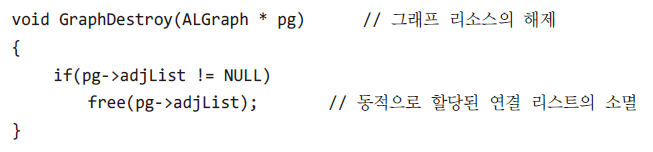 void GraphDestroy(ALGraph * pg)      // 그래프 리소스의 해제
{
    if(pg->adjList != NULL)
        free(pg->adjList);        // 동적으로 할당된 연결 리스트의 소멸
}